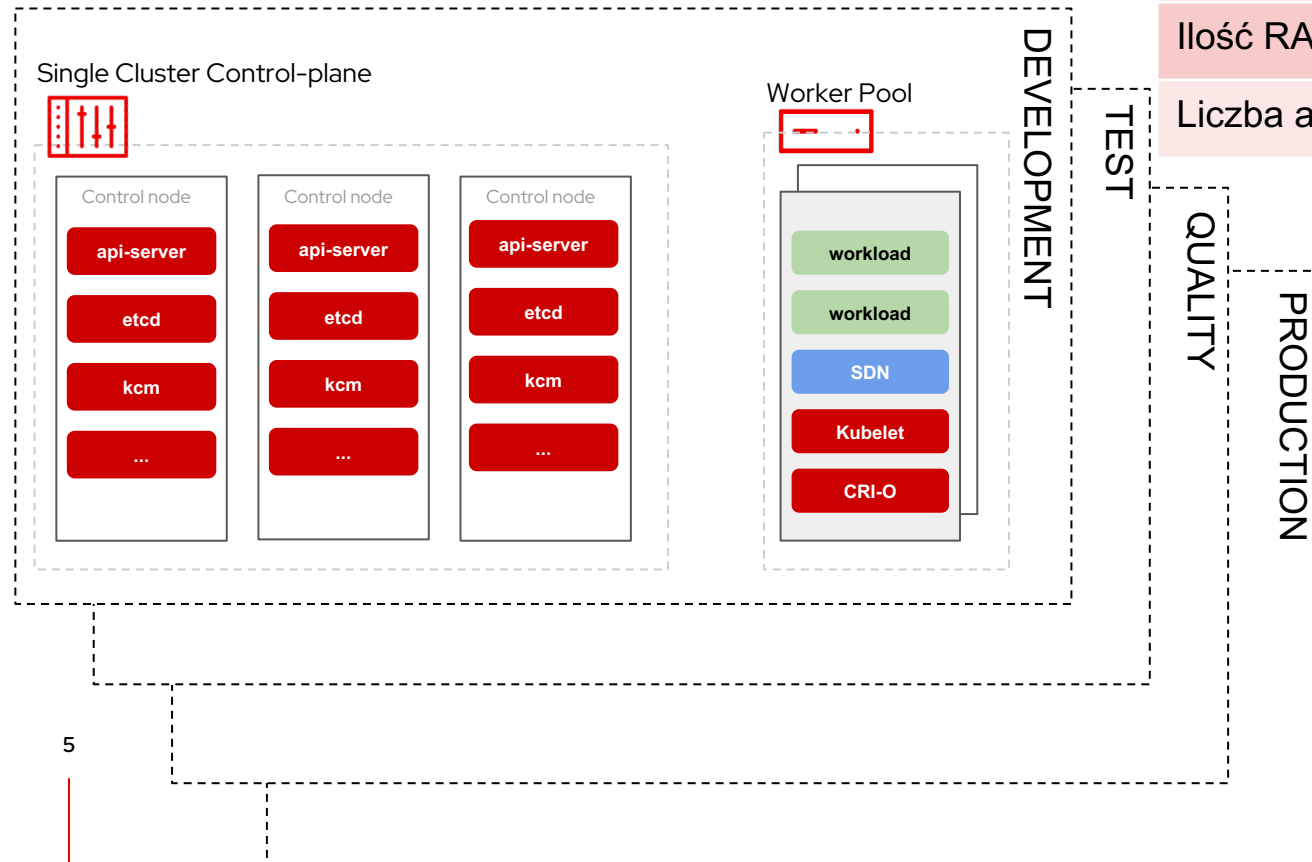 Single Cluster Control-plane
Control node
api-server
etcd
kcm
...
Control node
api-server
etcd
kcm
...
Control node
api-server
etcd
kcm
...
Worker Pool
workload
workload
SDN
Kubelet
CRI-O
DEVELOPMENT
TEST
QUALITY
PRODUCTION
Ilość RA
Liczba a
5